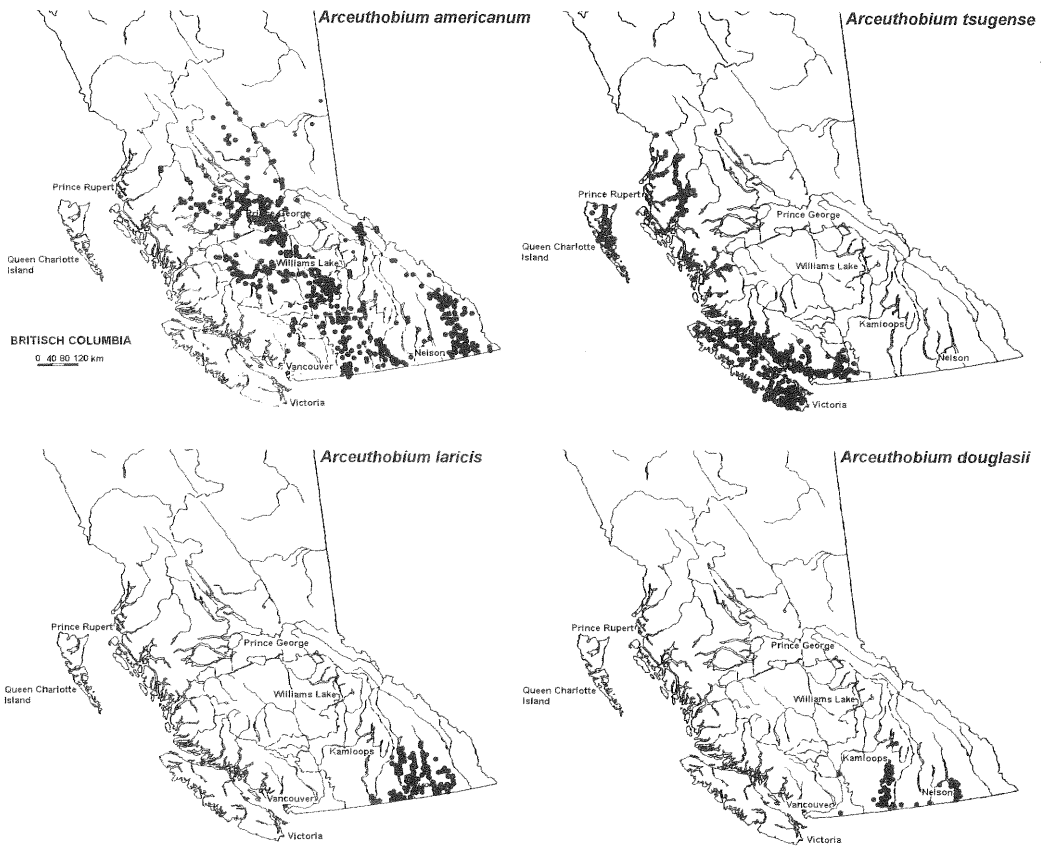 Arceuthobium americanum
Prince Rupert
Prince George
Queen Charlotte
Island
Williams Lake
BRITISCH COLUMBIA
0 40 80 120 km
Nelson
Vancouver
Victoria
Arceuthobium tsugense
Prince Rupert
Prince George
Queen Charlotte
Island
Williams Lake
Kamloops
Nelson
Victoria
Arceuthobium laricis
Prince Rupert
Prince George
Queen Charlotte
Island
Williams Lake
Kamloops
Vancouver
Victoria
Arceuthobium douglasii
Prince Rupert
Prince George
Queen Charlotte
Island
Williams Lake
Kamloops
Nelson
Vancouver
Victoria